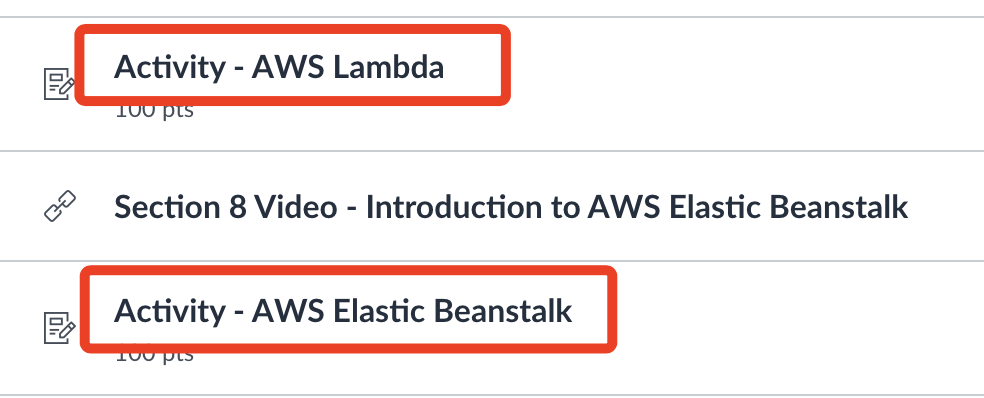 Activity - AWS Lambda
100 pts
Section 8 Video - Introduction to AWS Elastic Beanstalk
Activity - AWS Elastic Beanstalk
100 pts